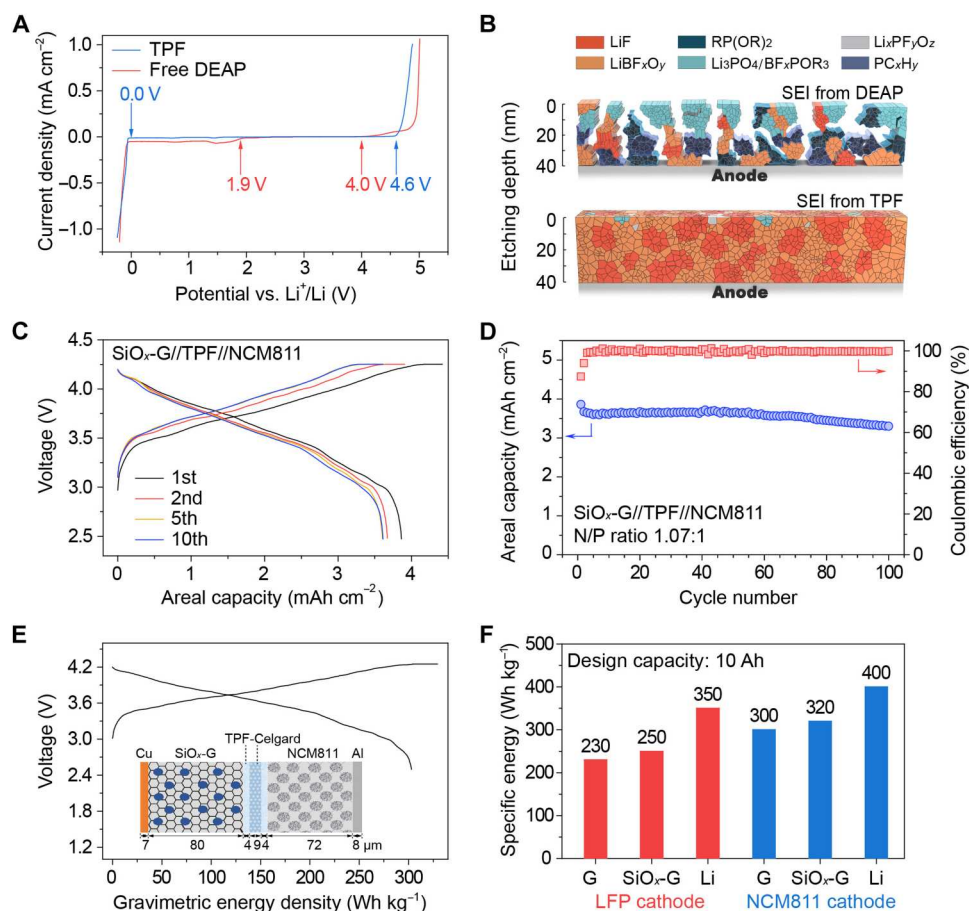 A
TPF
Free DEAP
1.0
0.5
0.0
−0.5
−1.0
0.0 V
1.9 V
4.0 V
4.6 V
0 1 2 3 4 5
Current density (mA cm⁻²)
Potential vs. Li⁺/Li (V)
B
LiF
RP(OR)2
LiₓPFᵧO_z
LiBFₓOᵧ
Li₃PO₄/BFₓPOR₃
PCₓHᵧ
SEI from DEAP
0
20
40
Anode
SEI from TPF
0
20
40
Anode
Etching depth (nm)
C
SiOₓ-G//TPF//NCM811
4.5
4.0
3.5
3.0
2.5
1st
2nd
5th
10th
0 1 2 3 4
Voltage (V)
Areal capacity (mAh cm⁻²)
D
5
4
3
2
1
0
100
80
60
40
20
0
SiOₓ-G//TPF//NCM811
N/P ratio 1.07:1
0 20 40 60 80 100
Areal capacity (mAh cm⁻²)
Coulombic efficiency (%)
Cycle number
E
4.2
3.6
3.0
2.4
1.8
1.2
TPF-Celgard
Cu SiOₓ-G NCM811 Al
7 80 4 9 4 72 8 μm
0 50 100 150 200 250 300
Voltage (V)
Gravimetric energy density (Wh kg⁻¹)
F
Design capacity: 10 Ah
500
400
300
200
100
0
230
250
350
300
320
400
G SiOₓ-G Li G SiOₓ-G Li
LFP cathode NCM811 cathode
Specific energy (Wh kg⁻¹)